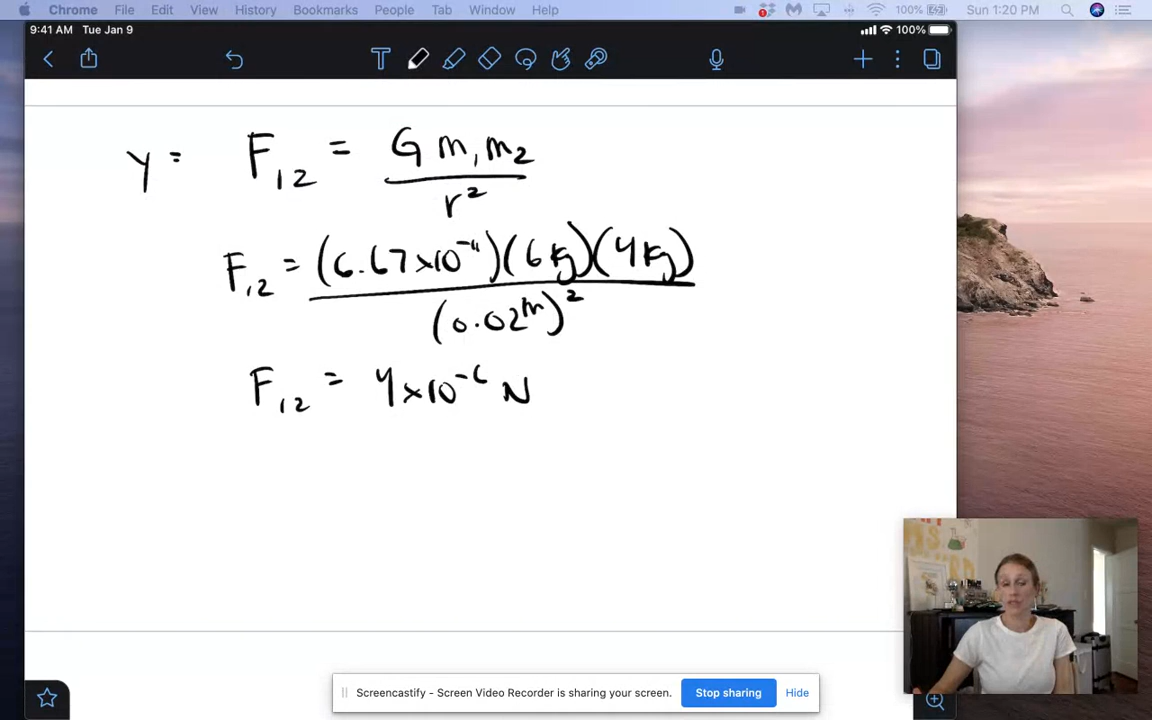 Chrome File Edit View History Bookmarks People Tab Window Help 100% Sun 1:20 PM
9:41 AM Tue Jan 9 100%
y = F₁₂ = G m₁m₂ / r²
F₁₂ = (6.67×10⁻¹¹)(6kg)(4kg) / (0.02m)²
F₁₂ = 4×10⁻⁶ N
Screencastify - Screen Video Recorder is sharing your screen. Stop sharing Hide